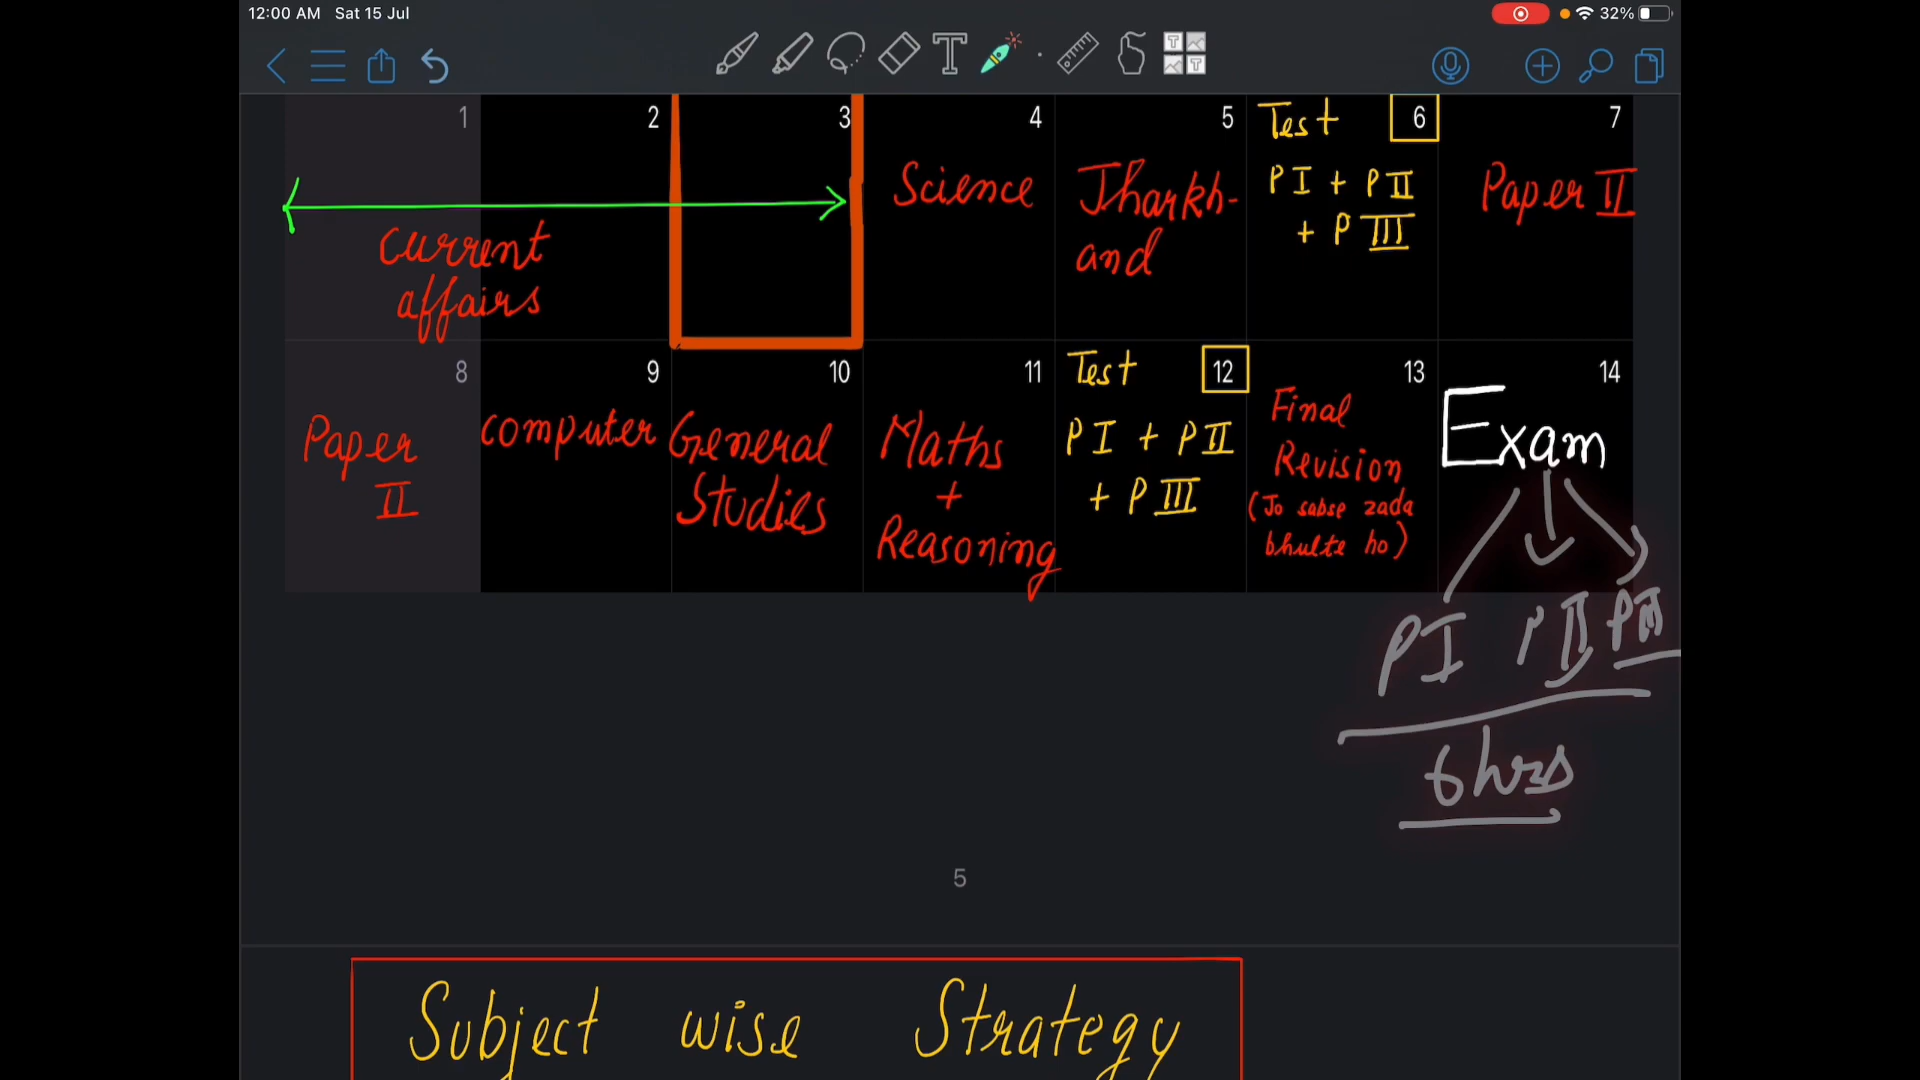 12:00 AM Sat 15 Jul
32%
1 2 3 4 5 Test 6 7
Current
affairs
Science
Jharkh-
and
PI + PII
+ PIII
Paper II
8 9 10 11 Test 12 13 14
Paper
II
Computer
General
Studies
Maths
+
Reasoning
PI + PII
+ PIII
Final
Revision
(Jo sabse zada
bhulte ho)
Exam
PI PII PIII
6hrs
5
Subject wise Strategy